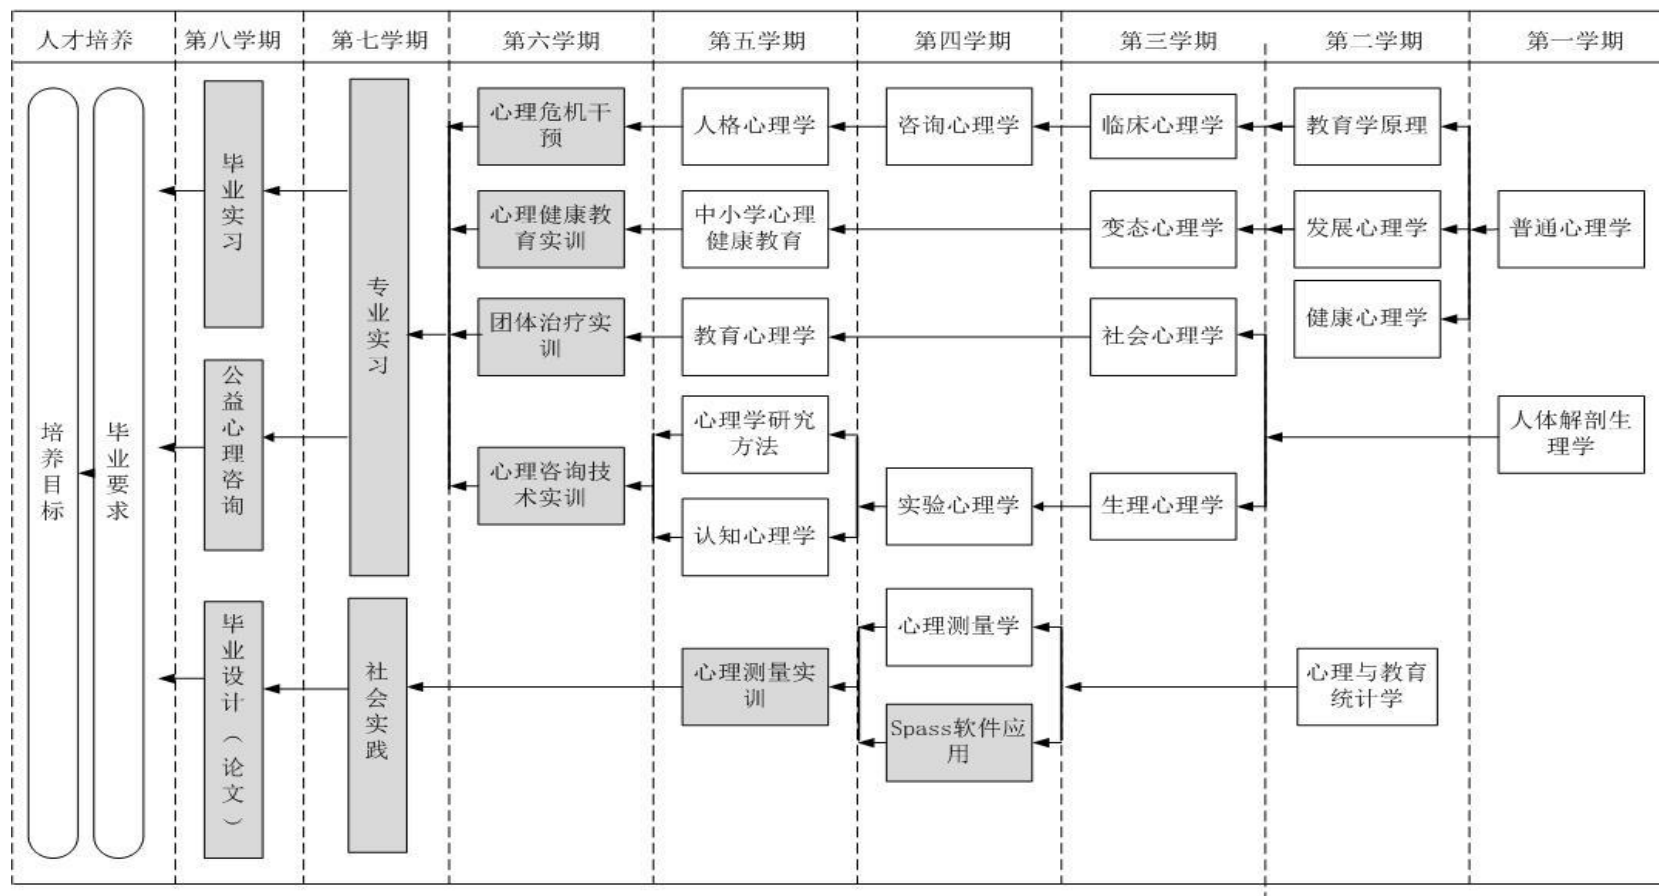 人才培养
第八学期
第七学期
第六学期
第五学期
第四学期
第三学期
第二学期
第一学期
培养目标
毕业要求
毕业实习
公益心理咨询
毕业设计（论文）
专业实习
社会实践
心理危机干
预
心理健康教
育实训
团体治疗实
训
心理咨询技
术实训
人格心理学
中小学心理
健康教育
教育心理学
心理学研究
方法
认知心理学
心理测量实
训
咨询心理学
实验心理学
心理测量学
Spass软件应
用
临床心理学
变态心理学
社会心理学
生理心理学
教育学原理
发展心理学
健康心理学
心理与教育
统计学
普通心理学
人体解剖生
理学